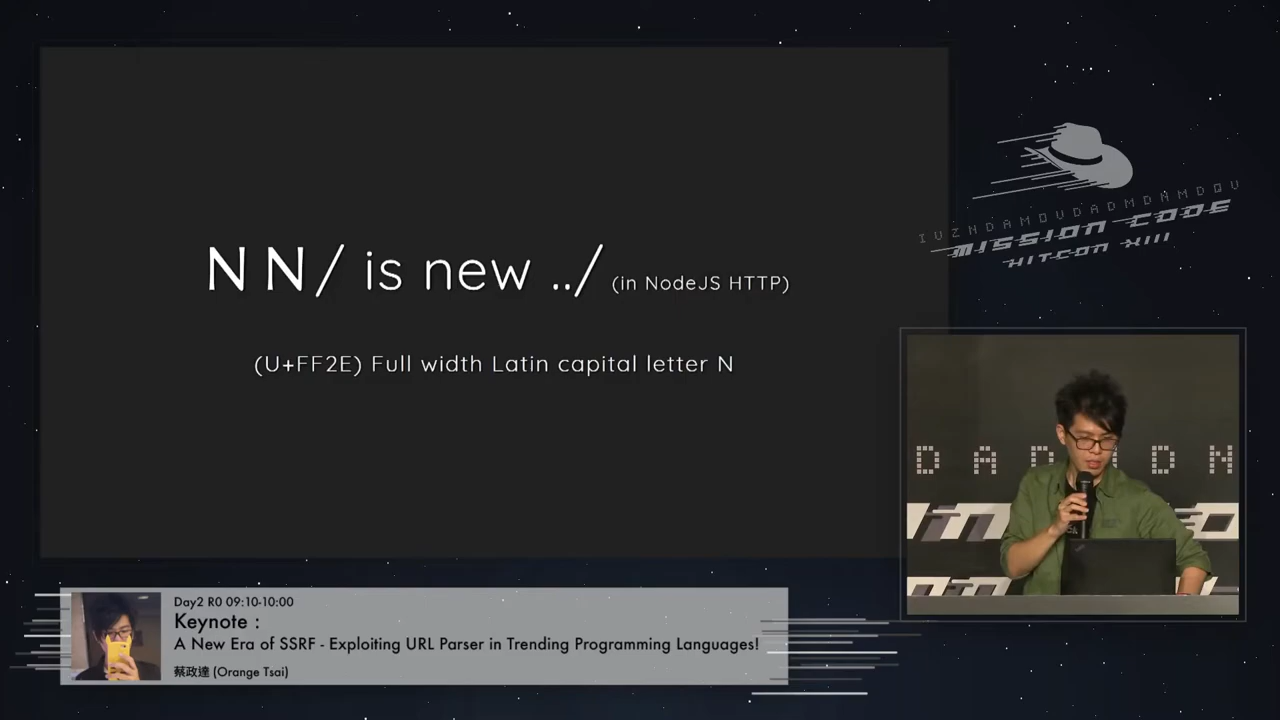 ＮＮ/ is new ../ (in NodeJS HTTP)
(U+FF2E) Full width Latin capital letter N
IVZNDAMOVDADMDNMDQV
MISSION CODE
HITCON XIII
D A D M D N
Day2 R0 09:10-10:00
Keynote :
A New Era of SSRF - Exploiting URL Parser in Trending Programming Languages!
蔡政達 (Orange Tsai)